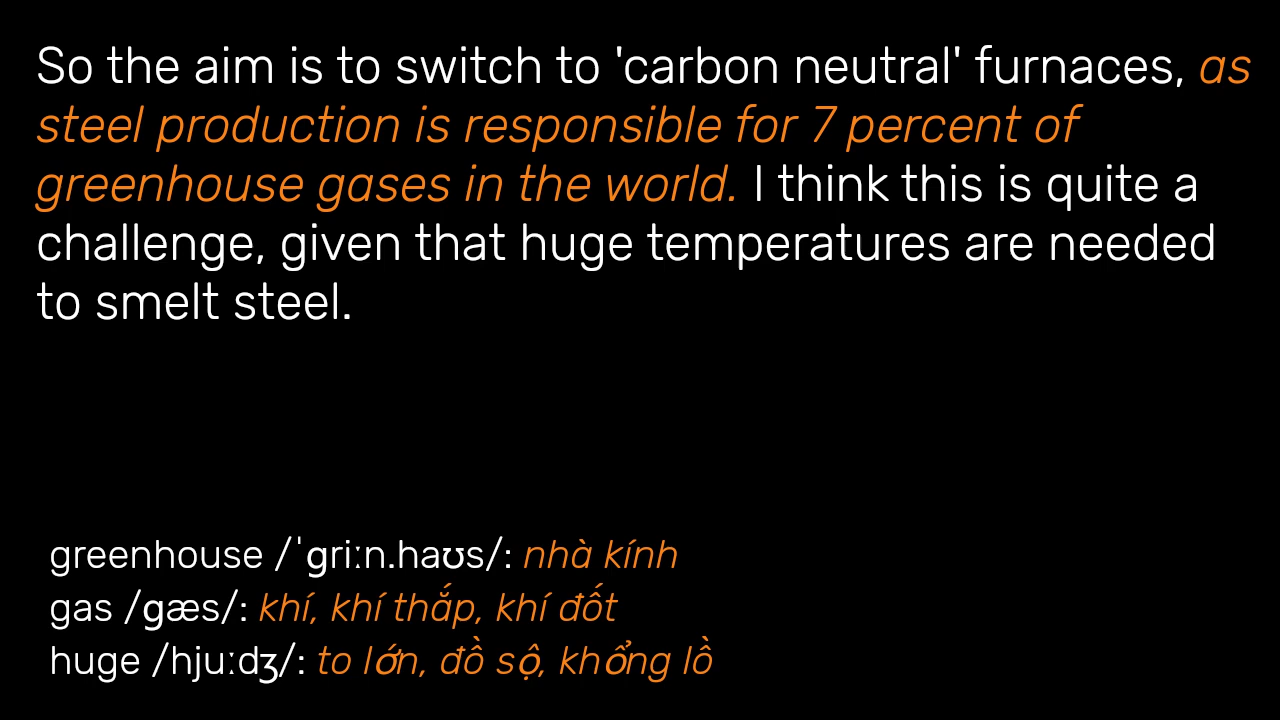 So the aim is to switch to 'carbon neutral' furnaces, as
steel production is responsible for 7 percent of
greenhouse gases in the world. I think this is quite a
challenge, given that huge temperatures are needed
to smelt steel.
greenhouse /ˈɡriːn.haʊs/: nhà kính
gas /ɡæs/: khí, khí thắp, khí đốt
huge /hjuːdʒ/: to lớn, đồ sộ, khổng lồ